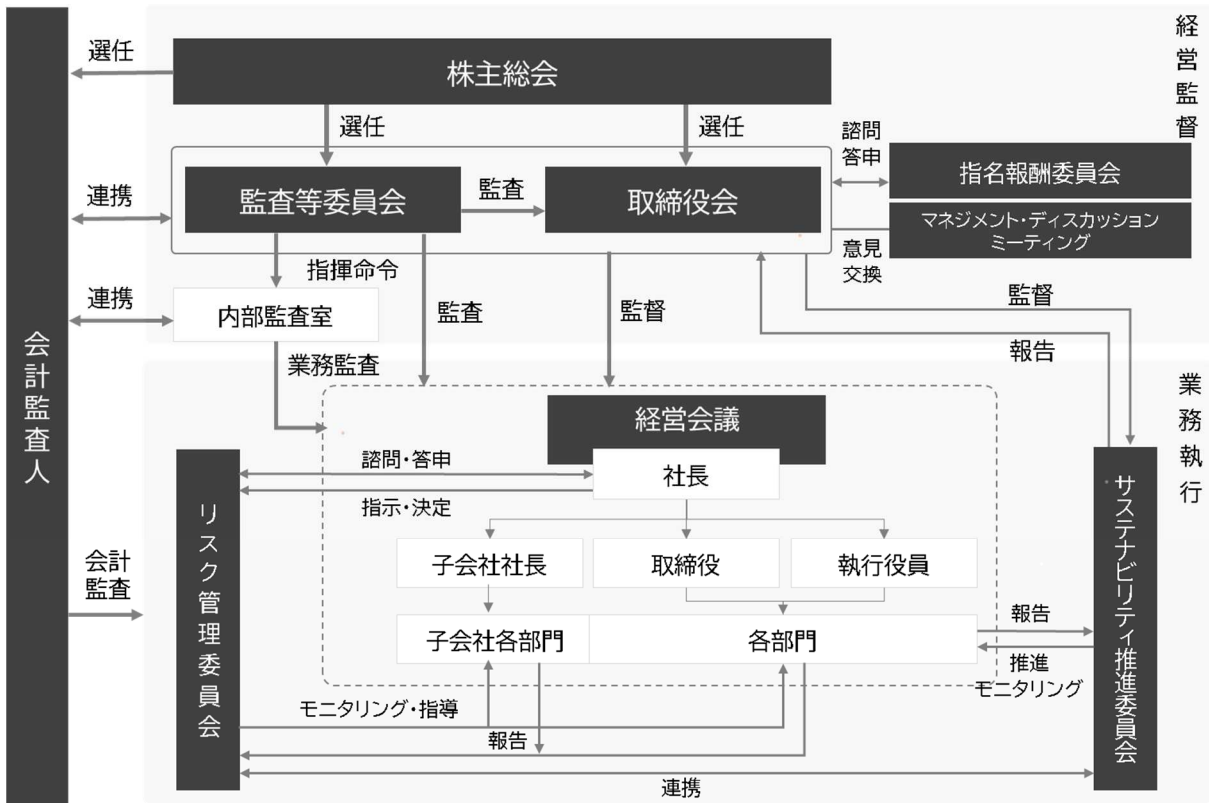 経営監督
選任
株主総会
選任
選任
諮問
答申
指名報酬委員会
連携
監査等委員会
監査
取締役会
マネジメント・ディスカッション
ミーティング
意見
交換
指揮命令
連携
内部監査室
監査
監督
監督
報告
業務監査
会計監査人
業務執行
経営会議
諮問・答申
社長
指示・決定
リスク管理委員会
サステナビリティ推進委員会
会計
監査
子会社社長
取締役
執行役員
子会社各部門
各部門
報告
推進
モニタリング
モニタリング・指導
報告
連携